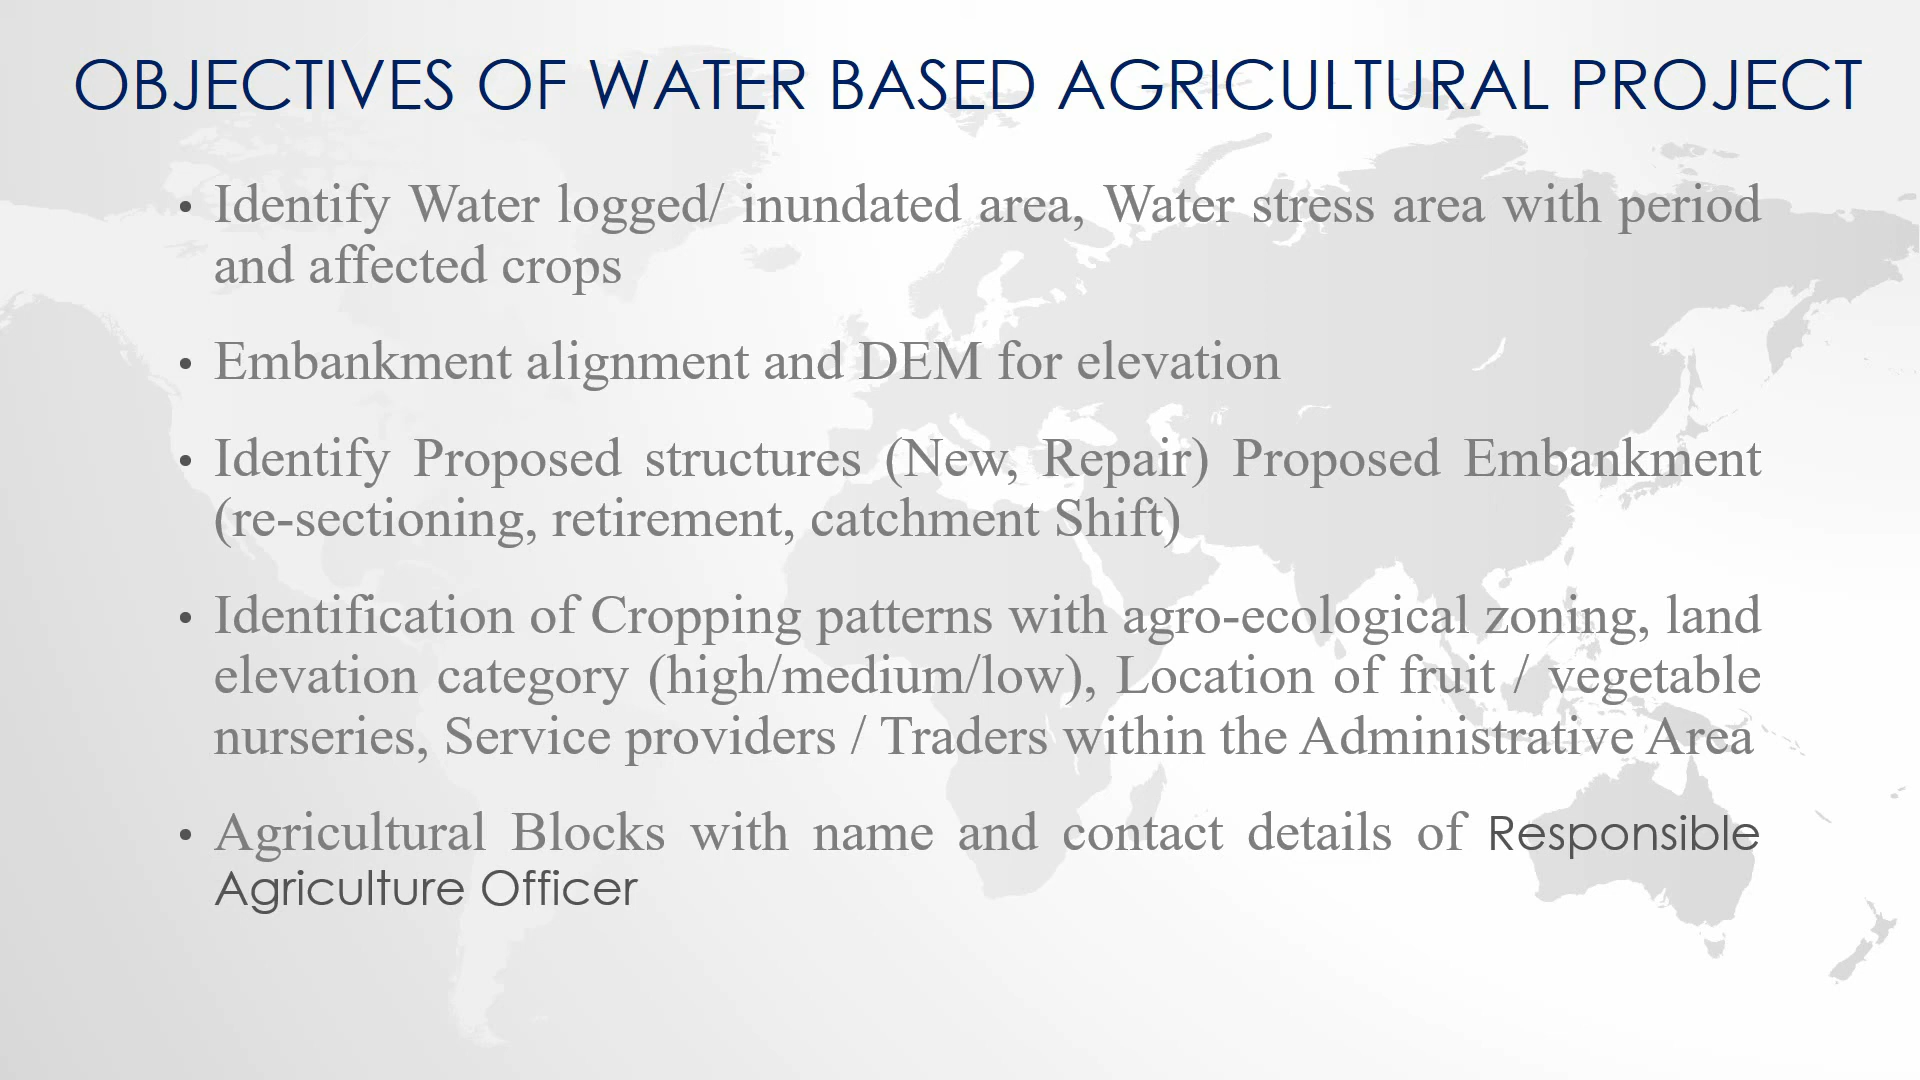 OBJECTIVES OF WATER BASED AGRICULTURAL PROJECT
• Identify Water logged/ inundated area, Water stress area with period
and affected crops
• Embankment alignment and DEM for elevation
• Identify Proposed structures (New, Repair) Proposed Embankment
(re-sectioning, retirement, catchment Shift)
• Identification of Cropping patterns with agro-ecological zoning, land
elevation category (high/medium/low), Location of fruit / vegetable
nurseries, Service providers / Traders within the Administrative Area
• Agricultural Blocks with name and contact details of Responsible
Agriculture Officer